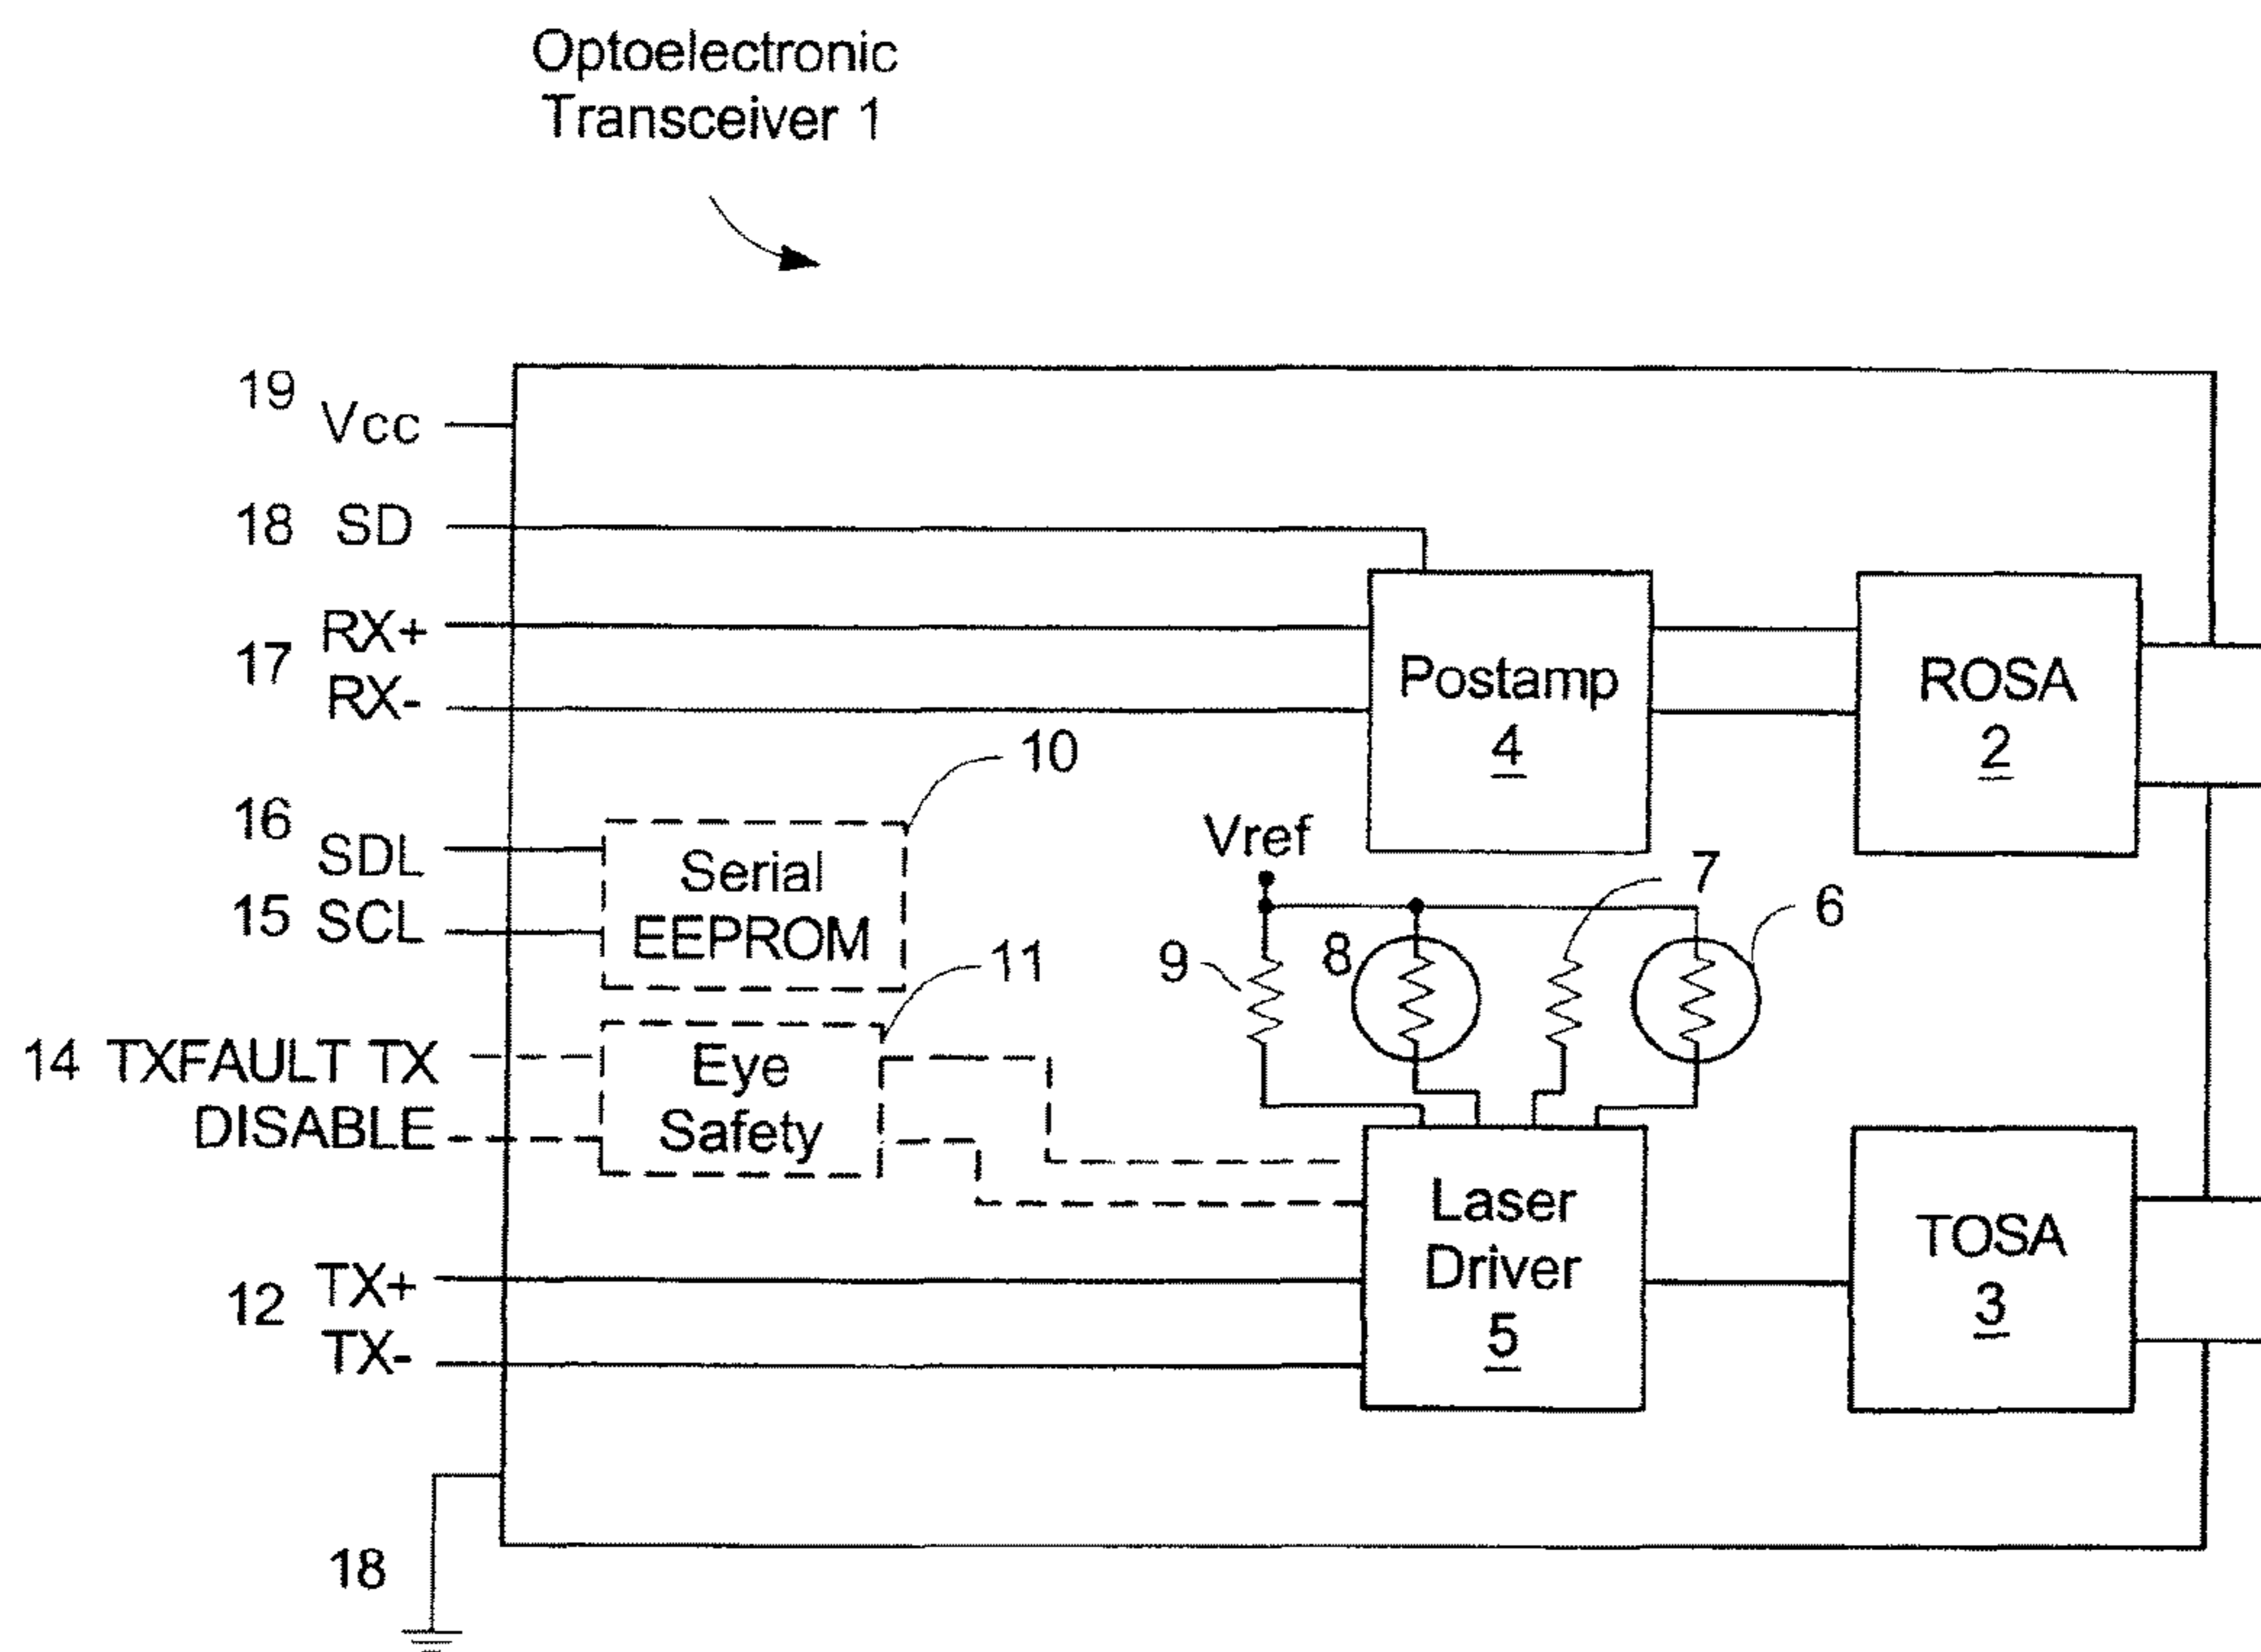 Optoelectronic
Transceiver 1
19
Vcc
18 SD
RX+
17
RX-
Postamp
4
ROSA
2
10
16
SDL
15 SCL
Serial
EEPROM
Vref
7
6
9
8
11
14 TXFAULT TX
DISABLE
Eye
Safety
Laser
Driver
5
TOSA
3
12
TX+
TX-
18